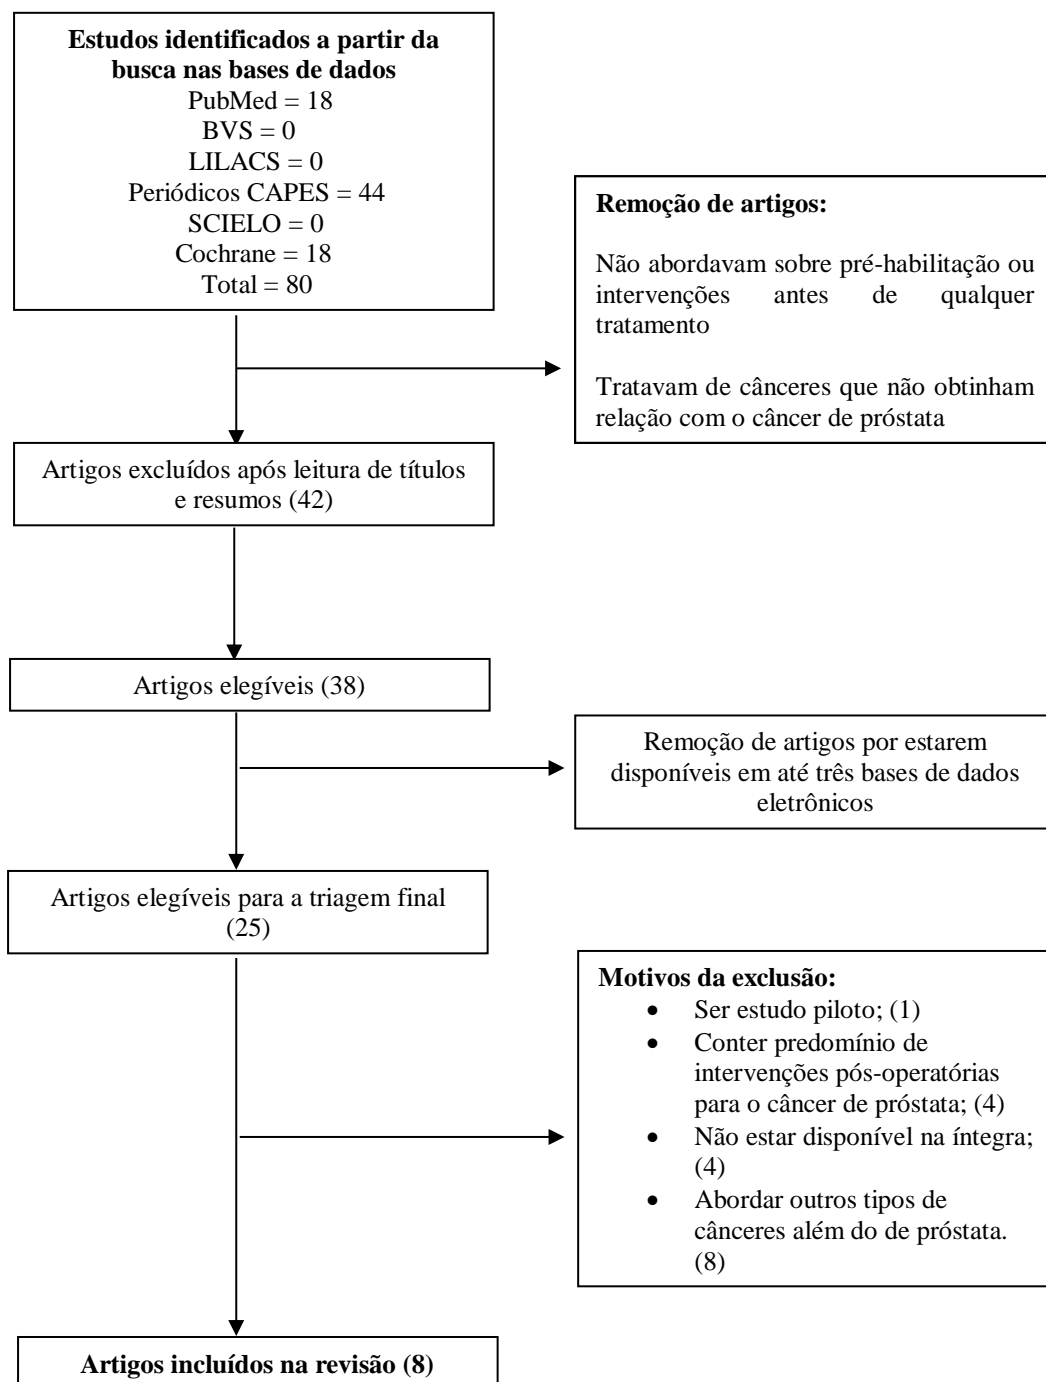 Estudos identificados a partir da
busca nas bases de dados
PubMed = 18
BVS = 0
LILACS = 0
Periódicos CAPES = 44
SCIELO = 0
Cochrane = 18
Total = 80
Remoção de artigos:
Não abordavam sobre pré-habilitação ou
intervenções antes de qualquer
tratamento
Tratavam de cânceres que não obtinham
relação com o câncer de próstata
Artigos excluídos após leitura de títulos
e resumos (42)
Artigos elegíveis (38)
Remoção de artigos por estarem
disponíveis em até três bases de dados
eletrônicos
Artigos elegíveis para a triagem final
(25)
Motivos da exclusão:
• Ser estudo piloto; (1)
• Conter predomínio de
intervenções pós-operatórias
para o câncer de próstata; (4)
• Não estar disponível na íntegra;
(4)
• Abordar outros tipos de
cânceres além do de próstata.
(8)
Artigos incluídos na revisão (8)